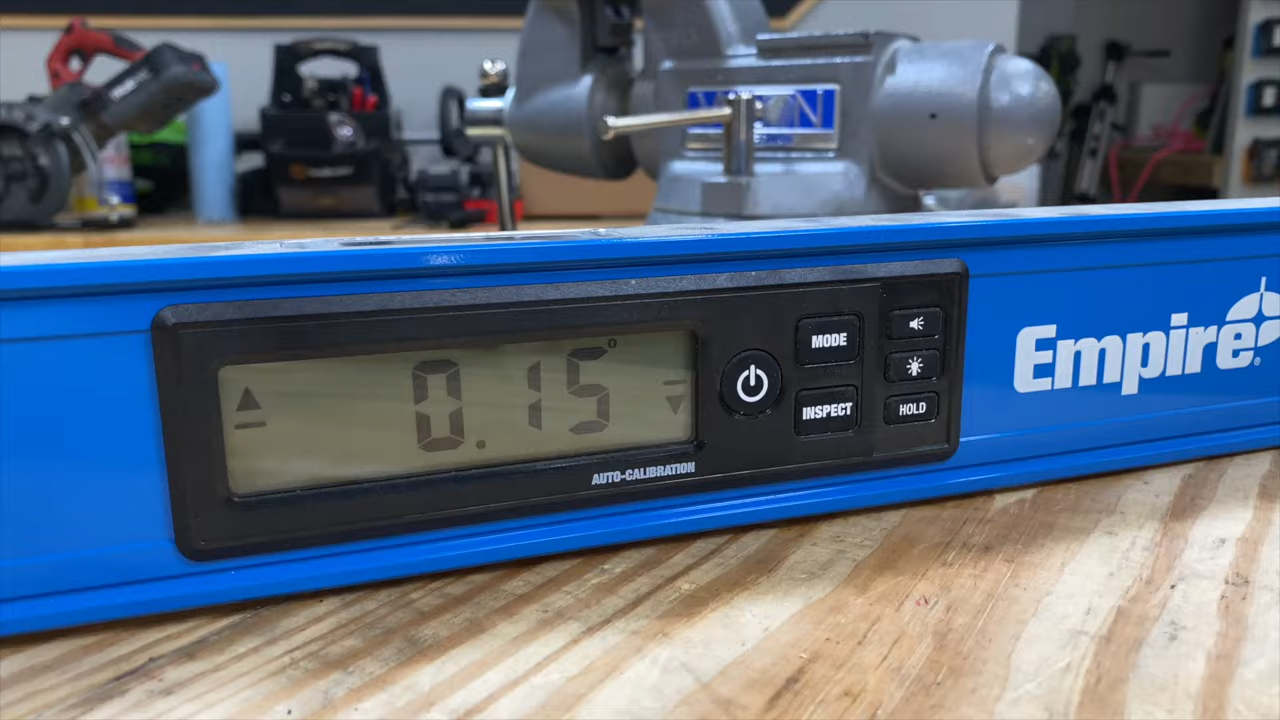 0.15°
MODE
INSPECT
HOLD
AUTO-CALIBRATION
Empire®